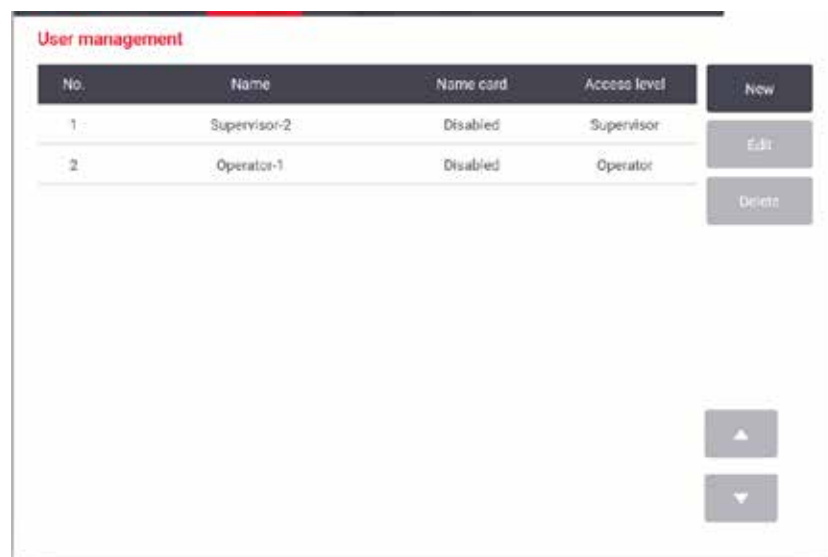 User management
No. Name Name card Access level New
1 Supervisor-2 Disabled Supervisor
Edit
2 Operator-1 Disabled Operator
Delete